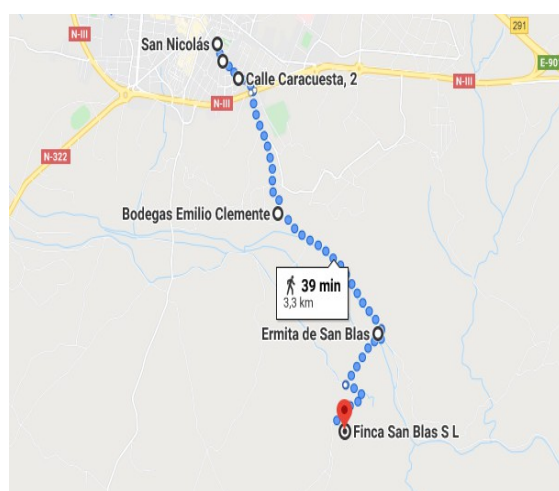 291
N-III
San Nicolás
E-90
Calle Caracuesta, 2
N-III
N-III
N-322
Bodegas Emilio Clemente
39 min
3,3 km
Ermita de San Blas
Finca San Blas S L